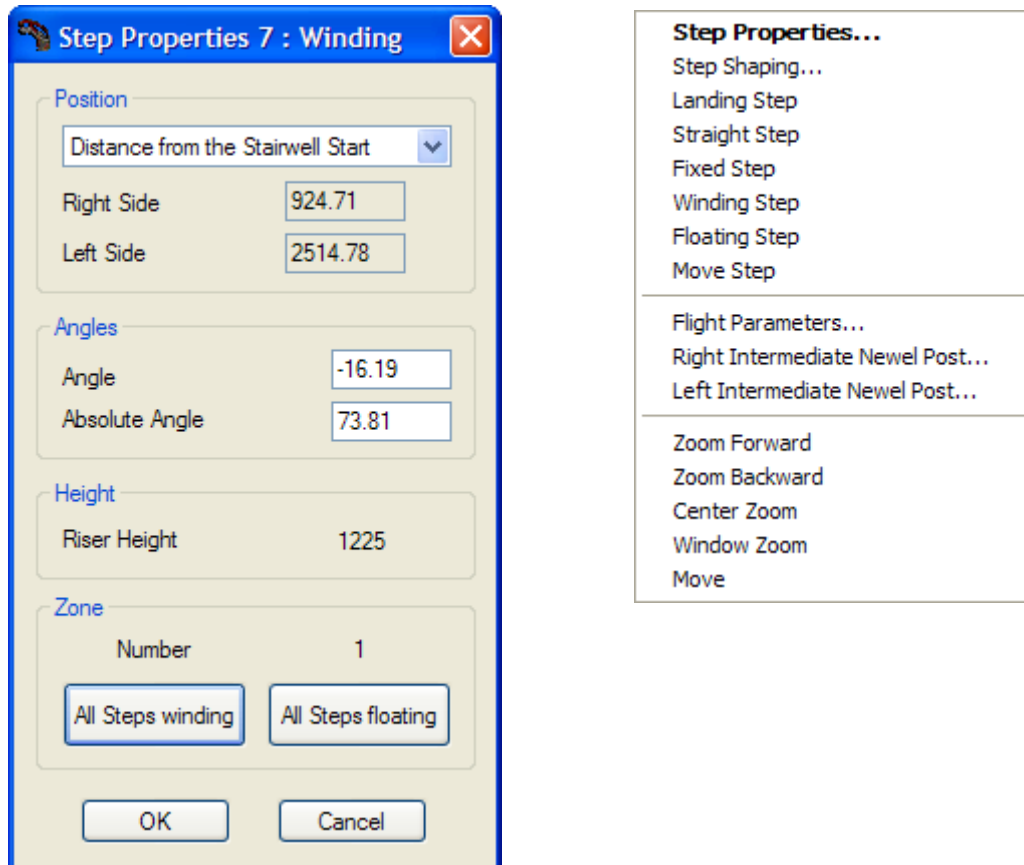 Step Properties 7 : Winding
Position
Distance from the Stairwell Start
Right Side 924.71
Left Side 2514.78
Angles
Angle -16.19
Absolute Angle 73.81
Height
Riser Height 1225
Zone
Number 1
All Steps winding All Steps floating
OK Cancel
Step Properties...
Step Shaping...
Landing Step
Straight Step
Fixed Step
Winding Step
Floating Step
Move Step
Flight Parameters...
Right Intermediate Newel Post...
Left Intermediate Newel Post...
Zoom Forward
Zoom Backward
Center Zoom
Window Zoom
Move